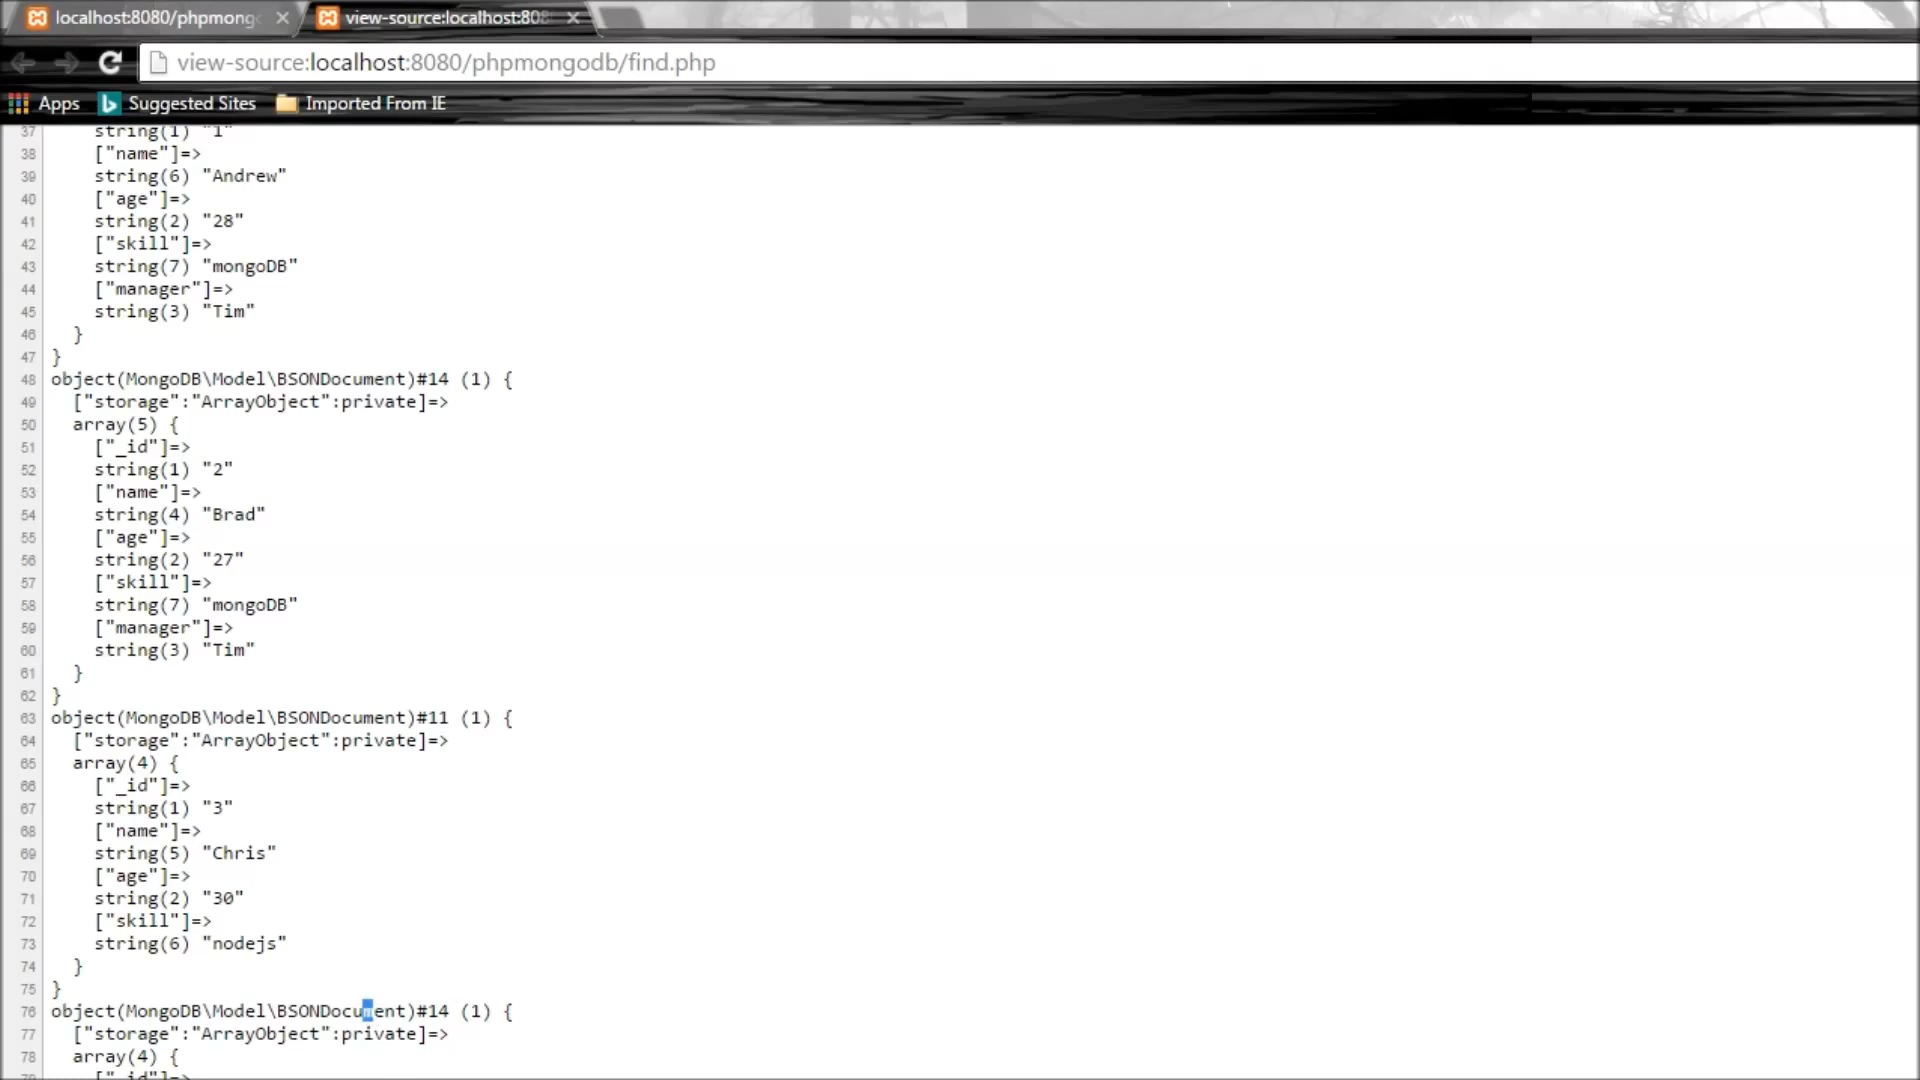 localhost:8080/phpmong
view-source:localhost:808
view-source:localhost:8080/phpmongodb/find.php
Apps Suggested Sites Imported From IE
37 string(1) "1"
38 ["name"]=>
39 string(6) "Andrew"
40 ["age"]=>
41 string(2) "28"
42 ["skill"]=>
43 string(7) "mongoDB"
44 ["manager"]=>
45 string(3) "Tim"
46 }
47 }
48 object(MongoDB\Model\BSONDocument)#14 (1) {
49 ["storage":"ArrayObject":private]=>
50 array(5) {
51 ["_id"]=>
52 string(1) "2"
53 ["name"]=>
54 string(4) "Brad"
55 ["age"]=>
56 string(2) "27"
57 ["skill"]=>
58 string(7) "mongoDB"
59 ["manager"]=>
60 string(3) "Tim"
61 }
62 }
63 object(MongoDB\Model\BSONDocument)#11 (1) {
64 ["storage":"ArrayObject":private]=>
65 array(4) {
66 ["_id"]=>
67 string(1) "3"
68 ["name"]=>
69 string(5) "Chris"
70 ["age"]=>
71 string(2) "30"
72 ["skill"]=>
73 string(6) "nodejs"
74 }
75 }
76 object(MongoDB\Model\BSONDocument)#14 (1) {
77 ["storage":"ArrayObject":private]=>
78 array(4) {
["_id"]=>